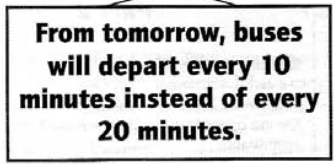 From tomorrow, buses
will depart every 10
minutes instead of every
20 minutes.